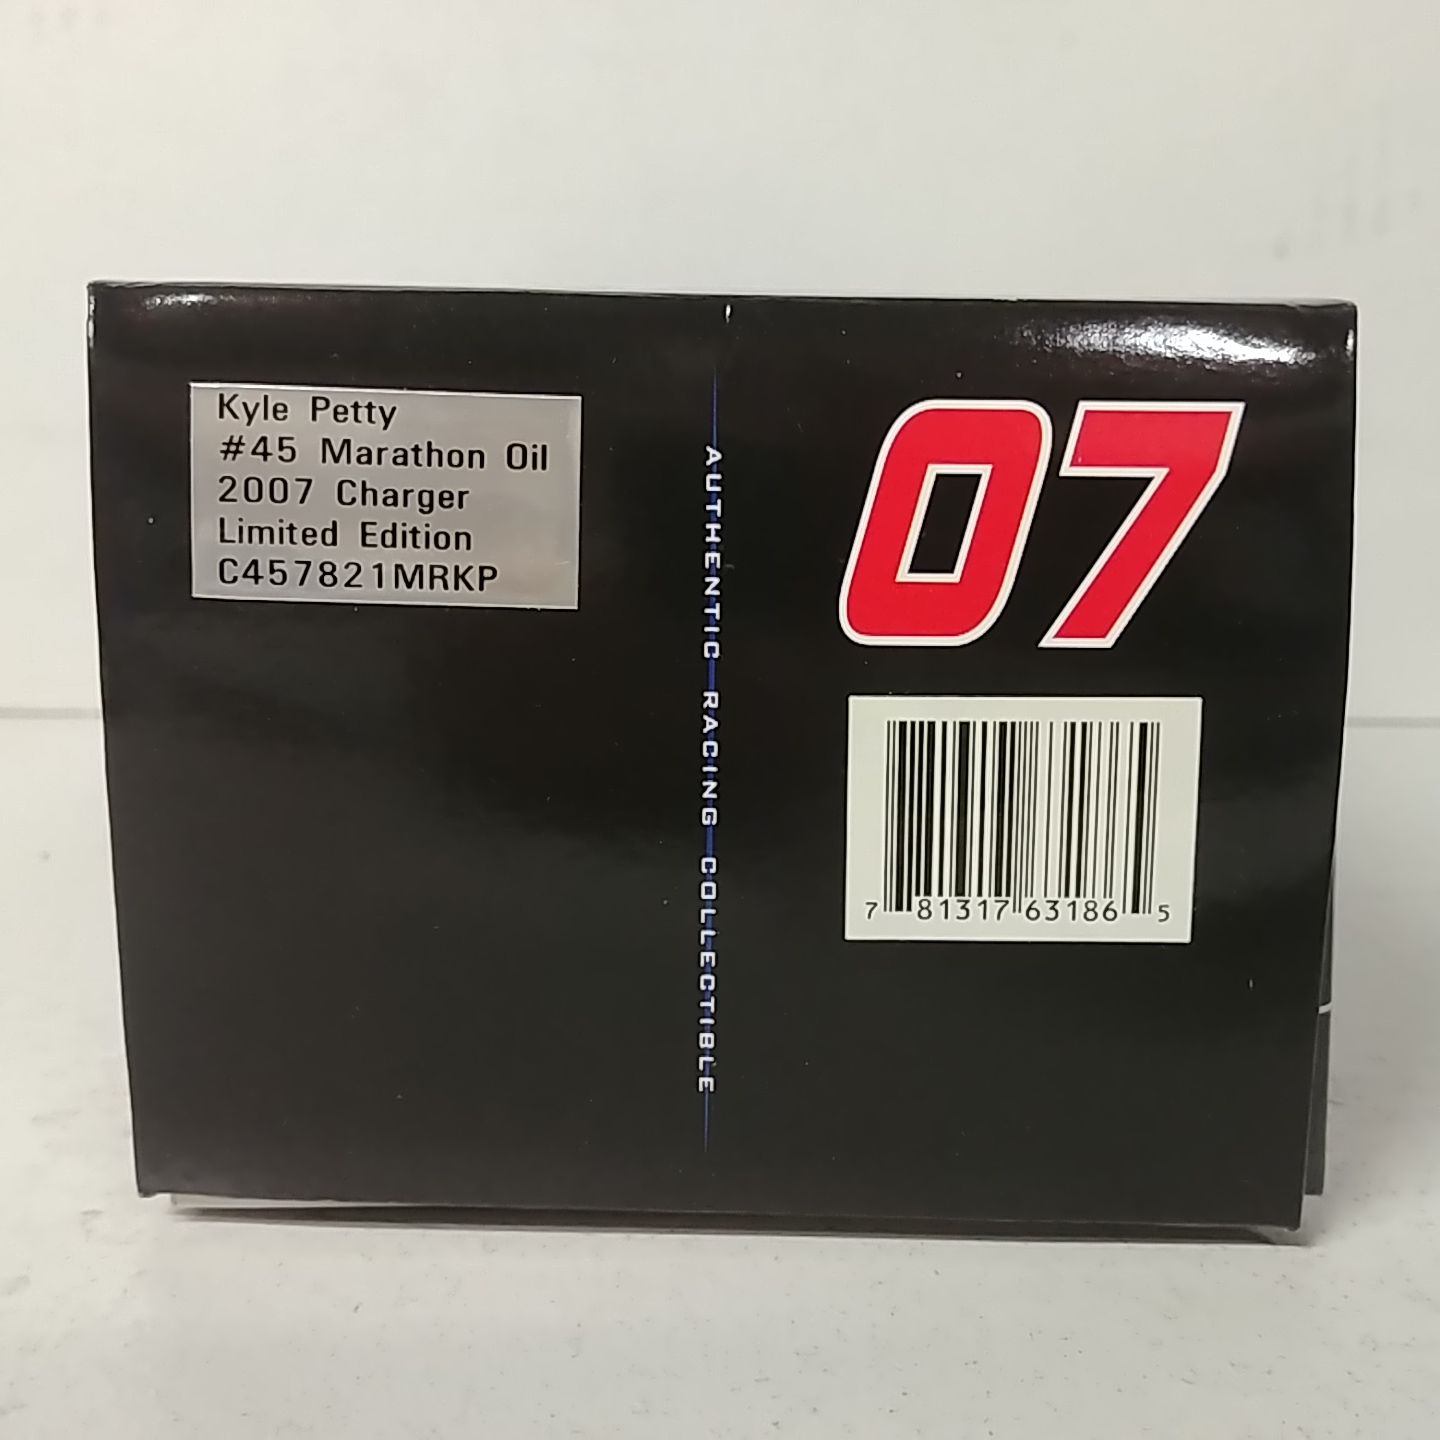 Kyle Petty
#45 Marathon Oil
2007 Charger
Limited Edition
C457821MRKP
AUTHENTIC RACING COLLECTIBLE
07
7 81317 63186 5